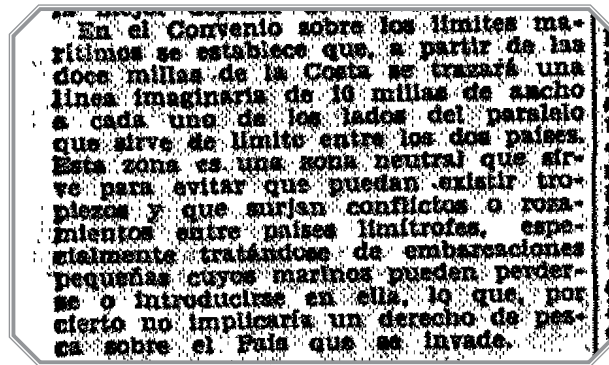 En el Convenio sobre los límites ma-
rítimos se establece que, a partir de las
doce millas de la Costa se trazará una
línea imaginaria de 10 millas de ancho
a cada uno de los lados del paralelo
que sirve de límite entre los dos países.
Esta zona es una zona neutral que sir-
ve para evitar que puedan existir tro-
piezos y que surjan conflictos o roza-
mientos entre países limítrofes, espe-
cialmente tratándose de embarcaciones
pequeñas cuyos marinos pueden perder-
se o introducirse en ella, lo que, por
cierto no implicaría un derecho de pes-
ca sobre el País que se invade.